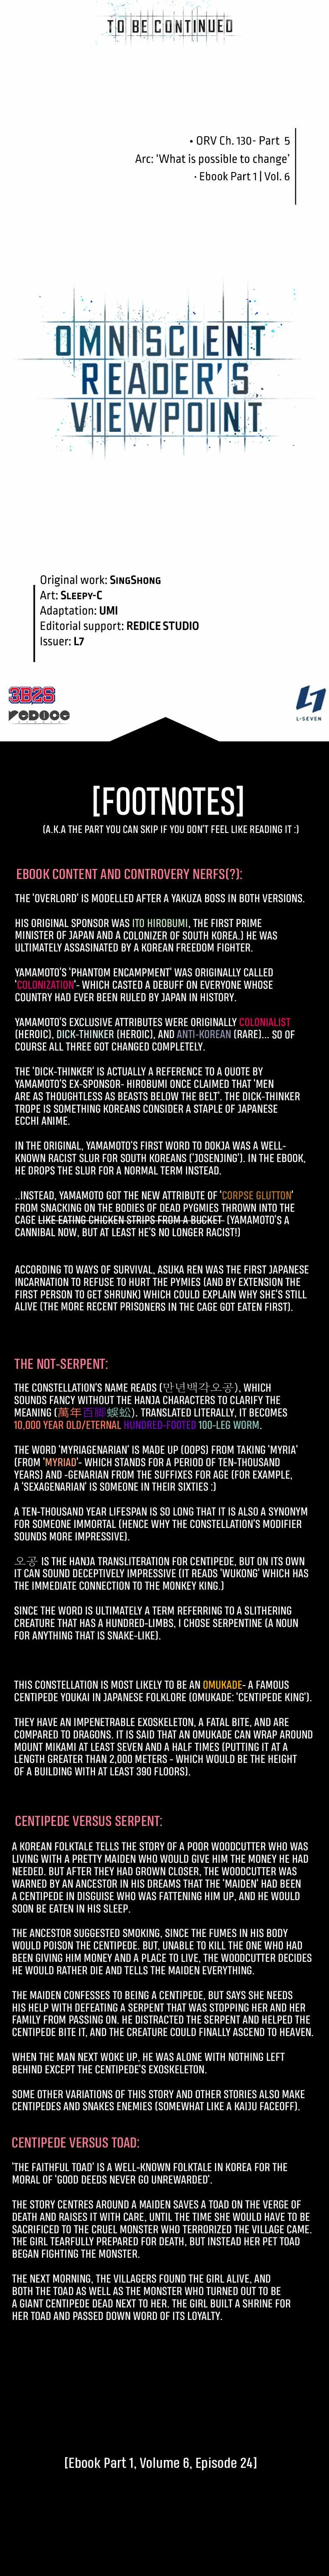 TO BE CONTINUED
• ORV Ch. 130- Part 5
Arc: 'What is possible to change'
· Ebook Part 1 | Vol. 6
OMNISCIENT
READER'S
VIEWPOINT
Original work: SINGSHONG
Art: SLEEPY-C
Adaptation: UMI
Editorial support: REDICE STUDIO
Issuer: L7
3B2S
REDICE
L-SEVEN
[FOOTNOTES]
(A.K.A THE PART YOU CAN SKIP IF YOU DON'T FEEL LIKE READING IT :)
EBOOK CONTENT AND CONTROVERY NERFS(?):
THE 'OVERLORD' IS MODELLED AFTER A YAKUZA BOSS IN BOTH VERSIONS.
HIS ORIGINAL SPONSOR WAS ITO HIROBUMI, THE FIRST PRIME
MINISTER OF JAPAN AND A COLONIZER OF SOUTH KOREA.) HE WAS
ULTIMATELY ASSASINATED BY A KOREAN FREEDOM FIGHTER.
YAMAMOTO'S 'PHANTOM ENCAMPMENT' WAS ORIGINALLY CALLED
'COLONIZATION'- WHICH CASTED A DEBUFF ON EVERYONE WHOSE
COUNTRY HAD EVER BEEN RULED BY JAPAN IN HISTORY.
YAMAMOTO'S EXCLUSIVE ATTRIBUTES WERE ORIGINALLY COLONIALIST
(HEROIC), DICK-THINKER (HEROIC), AND ANTI-KOREAN (RARE)... SO OF
COURSE ALL THREE GOT CHANGED COMPLETELY.
THE 'DICK-THINKER' IS ACTUALLY A REFERENCE TO A QUOTE BY
YAMAMOTO'S EX-SPONSOR- HIROBUMI ONCE CLAIMED THAT 'MEN
ARE AS THOUGHTLESS AS BEASTS BELOW THE BELT'. THE DICK-THINKER
TROPE IS SOMETHING KOREANS CONSIDER A STAPLE OF JAPANESE
ECCHI ANIME.
IN THE ORIGINAL, YAMAMOTO'S FIRST WORD TO DOKJA WAS A WELL-
KNOWN RACIST SLUR FOR SOUTH KOREANS ('JOSENJING'). IN THE EBOOK,
HE DROPS THE SLUR FOR A NORMAL TERM INSTEAD.
..INSTEAD, YAMAMOTO GOT THE NEW ATTRIBUTE OF 'CORPSE GLUTTON'
FROM SNACKING ON THE BODIES OF DEAD PYGMIES THROWN INTO THE
CAGE LIKE EATING CHICKEN STRIPS FROM A BUCKET (YAMAMOTO'S A
CANNIBAL NOW, BUT AT LEAST HE'S NO LONGER RACIST!)
ACCORDING TO WAYS OF SURVIVAL, ASUKA REN WAS THE FIRST JAPANESE
INCARNATION TO REFUSE TO HURT THE PYMIES (AND BY EXTENSION THE
FIRST PERSON TO GET SHRUNK) WHICH COULD EXPLAIN WHY SHE'S STILL
ALIVE (THE MORE RECENT PRISONERS IN THE CAGE GOT EATEN FIRST).
THE NOT-SERPENT:
THE CONSTELLATION'S NAME READS (만년백각오공), WHICH
SOUNDS FANCY WITHOUT THE HANJA CHARACTERS TO CLARIFY THE
MEANING (萬年百脚蜈蚣). TRANSLATED LITERALLY, IT BECOMES
10,000 YEAR OLD/ETERNAL HUNDRED-FOOTED 100-LEG WORM.
THE WORD 'MYRIAGENARIAN' IS MADE UP (OOPS) FROM TAKING 'MYRIA'
(FROM 'MYRIAD'- WHICH STANDS FOR A PERIOD OF TEN-THOUSAND
YEARS) AND -GENARIAN FROM THE SUFFIXES FOR AGE (FOR EXAMPLE,
A 'SEXAGENARIAN' IS SOMEONE IN THEIR SIXTIES :)
A TEN-THOUSAND YEAR LIFESPAN IS SO LONG THAT IT IS ALSO A SYNONYM
FOR SOMEONE IMMORTAL (HENCE WHY THE CONSTELLATION'S MODIFIER
SOUNDS MORE IMPRESSIVE).
오공 IS THE HANJA TRANSLITERATION FOR CENTIPEDE, BUT ON ITS OWN
IT CAN SOUND DECEPTIVELY IMPRESSIVE (IT READS 'WUKONG' WHICH HAS
THE IMMEDIATE CONNECTION TO THE MONKEY KING.)
SINCE THE WORD IS ULTIMATELY A TERM REFERRING TO A SLITHERING
CREATURE THAT HAS A HUNDRED-LIMBS, I CHOSE SERPENTINE (A NOUN
FOR ANYTHING THAT IS SNAKE-LIKE).
THIS CONSTELLATION IS MOST LIKELY TO BE AN OMUKADE- A FAMOUS
CENTIPEDE YOUKAI IN JAPANESE FOLKLORE (OMUKADE: 'CENTIPEDE KING').
THEY HAVE AN IMPENETRABLE EXOSKELETON, A FATAL BITE, AND ARE
COMPARED TO DRAGONS. IT IS SAID THAT AN OMUKADE CAN WRAP AROUND
MOUNT MIKAMI AT LEAST SEVEN AND A HALF TIMES (PUTTING IT AT A
LENGTH GREATER THAN 2,000 METERS - WHICH WOULD BE THE HEIGHT
OF A BUILDING WITH AT LEAST 390 FLOORS).
CENTIPEDE VERSUS SERPENT:
A KOREAN FOLKTALE TELLS THE STORY OF A POOR WOODCUTTER WHO WAS
LIVING WITH A PRETTY MAIDEN WHO WOULD GIVE HIM THE MONEY HE HAD
NEEDED. BUT AFTER THEY HAD GROWN CLOSER, THE WOODCUTTER WAS
WARNED BY AN ANCESTOR IN HIS DREAMS THAT THE 'MAIDEN' HAD BEEN
A CENTIPEDE IN DISGUISE WHO WAS FATTENING HIM UP, AND HE WOULD
SOON BE EATEN IN HIS SLEEP.
THE ANCESTOR SUGGESTED SMOKING, SINCE THE FUMES IN HIS BODY
WOULD POISON THE CENTIPEDE. BUT, UNABLE TO KILL THE ONE WHO HAD
BEEN GIVING HIM MONEY AND A PLACE TO LIVE, THE WOODCUTTER DECIDES
HE WOULD RATHER DIE AND TELLS THE MAIDEN EVERYTHING.
THE MAIDEN CONFESSES TO BEING A CENTIPEDE, BUT SAYS SHE NEEDS
HIS HELP WITH DEFEATING A SERPENT THAT WAS STOPPING HER AND HER
FAMILY FROM PASSING ON. HE DISTRACTED THE SERPENT AND HELPED THE
CENTIPEDE BITE IT, AND THE CREATURE COULD FINALLY ASCEND TO HEAVEN.
WHEN THE MAN NEXT WOKE UP, HE WAS ALONE WITH NOTHING LEFT
BEHIND EXCEPT THE CENTIPEDE'S EXOSKELETON.
SOME OTHER VARIATIONS OF THIS STORY AND OTHER STORIES ALSO MAKE
CENTIPEDES AND SNAKES ENEMIES (SOMEWHAT LIKE A KAIJU FACEOFF).
CENTIPEDE VERSUS TOAD:
'THE FAITHFUL TOAD' IS A WELL-KNOWN FOLKTALE IN KOREA FOR THE
MORAL OF 'GOOD DEEDS NEVER GO UNREWARDED'.
THE STORY CENTRES AROUND A MAIDEN SAVES A TOAD ON THE VERGE OF
DEATH AND RAISES IT WITH CARE, UNTIL THE TIME SHE WOULD HAVE TO BE
SACRIFICED TO THE CRUEL MONSTER WHO TERRORIZED THE VILLAGE CAME.
THE GIRL TEARFULLY PREPARED FOR DEATH, BUT INSTEAD HER PET TOAD
BEGAN FIGHTING THE MONSTER.
THE NEXT MORNING, THE VILLAGERS FOUND THE GIRL ALIVE, AND
BOTH THE TOAD AS WELL AS THE MONSTER WHO TURNED OUT TO BE
A GIANT CENTIPEDE DEAD NEXT TO HER. THE GIRL BUILT A SHRINE FOR
HER TOAD AND PASSED DOWN WORD OF ITS LOYALTY.
[Ebook Part 1, Volume 6, Episode 24]